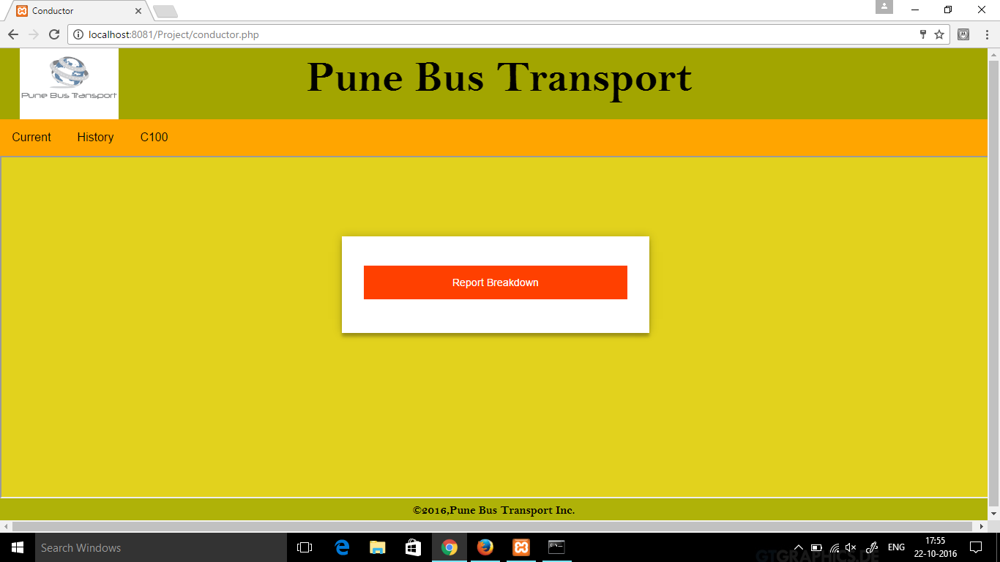 Conductor
localhost:8081/Project/conductor.php
Pune Bus Transport
Pune Bus Transport
Current History C100
Report Breakdown
©2016,Pune Bus Transport Inc.
Search Windows
ENG
17:55
22-10-2016
GTGRAPHICS.DE